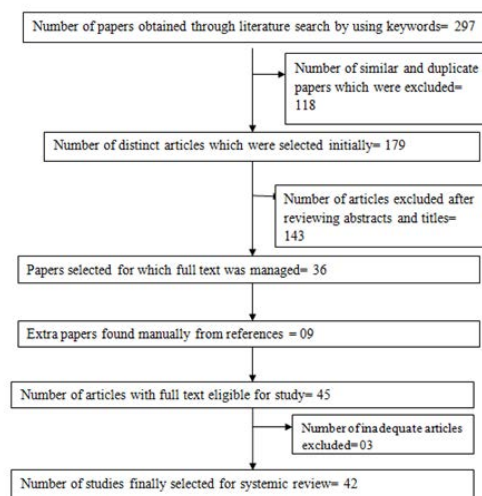 Number of papers obtained through literature search by using keywords= 297
Number of similar and duplicate
papers which were excluded=
118
Number of distinct articles which were selected initially= 179
Number of articles excluded after
reviewing abstracts and titles=
143
Papers selected for which full text was managed= 36
Extra papers found manually from references = 09
Number of articles with full text eligible for study= 45
Number of inadequate articles
excluded= 03
Number of studies finally selected for systemic review= 42